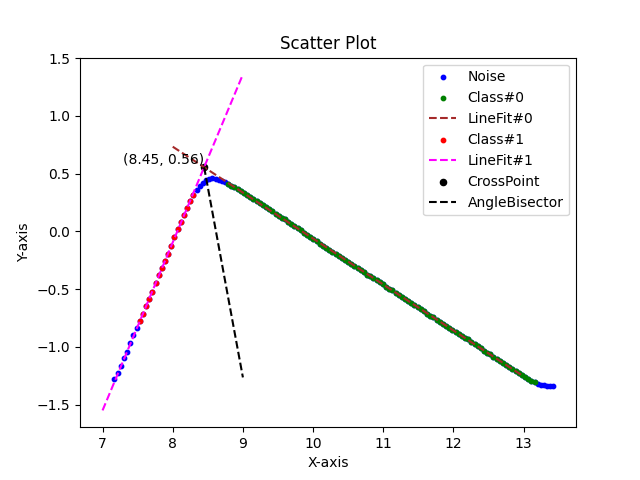 Scatter Plot
Y-axis
1.5
1.0
0.5
0.0
−0.5
−1.0
−1.5
(8.45, 0.56)
Noise
Class#0
LineFit#0
Class#1
LineFit#1
CrossPoint
AngleBisector
7 8 9 10 11 12 13
X-axis